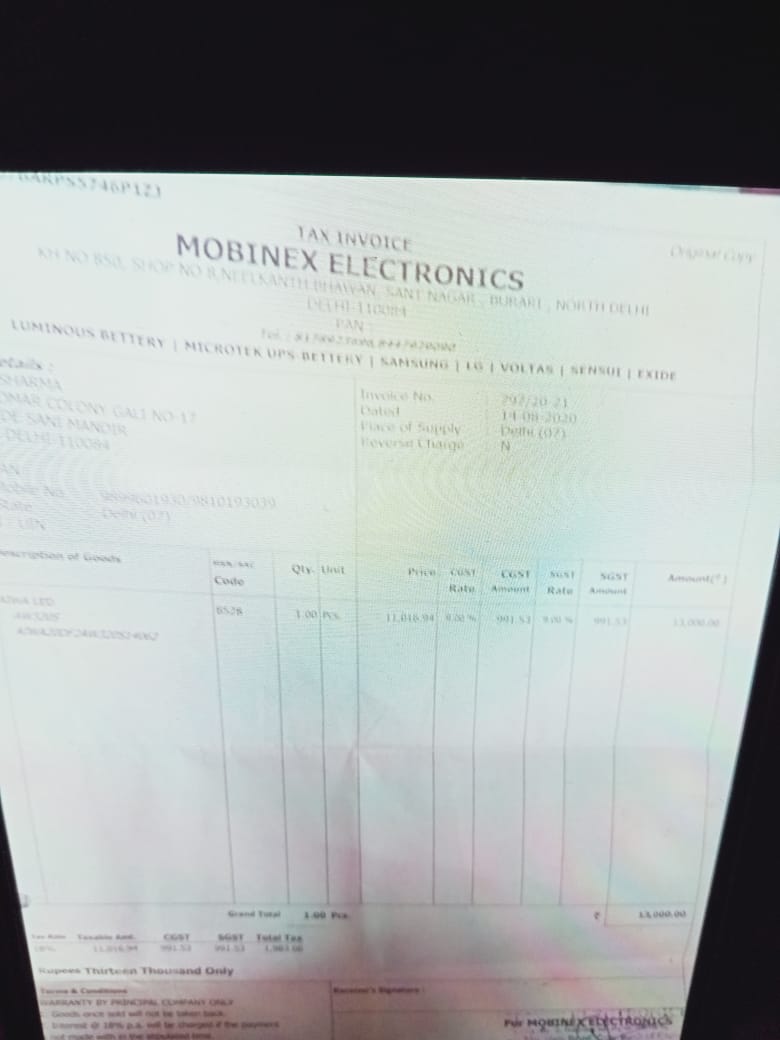 TAX INVOICE
Original Copy
MOBINEX ELECTRONICS
KH NO 850, SHOP NO 8,NEELKANTH BHAWAN, SANT NAGAR , BURARI , NORTH DELHI
DELHI-110084
PAN :
Tel. :
LUMINOUS BETTERY | MICROTEK UPS-BETTERY | SAMSUNG | LG | VOLTAS | SENSUI | EXIDE
etails :
SHARMA
OMAR COLONY GALI NO-17
DE SANI MANDIR
DELHI-110084
Invoice No. : 292/20-21
Dated : 14-08-2020
Place of Supply : Delhi (07)
Reverse Charge : N
AN
Mobile No. /9810193039
State Delhi (07)
/ UIN
escription of Goods HSN/SAC Code Qty. Unit Price CGST Rate CGST Amount SGST Rate SGST Amount Amount(₹)
AIWA LED 8528 1.00 Pcs. 11,016.94 9.00 % 991.53 9.00 % 991.53 13,000.00
AW320S
Grand Total 1.00 Pcs. ₹ 13,000.00
Tax Rate Taxable Amt. CGST SGST Total Tax
18% 11,016.94 991.53 991.53 1,983.06
Rupees Thirteen Thousand Only
Terms & Conditions
WARRANTY BY PRINCIPAL COMPANY ONLY
Goods once sold will not be taken back.
Interest @ 18% p.a. will be charged if the payment
not made with in the stipulated time.
Receiver's Signature :
For MOBINEX ELECTRONICS